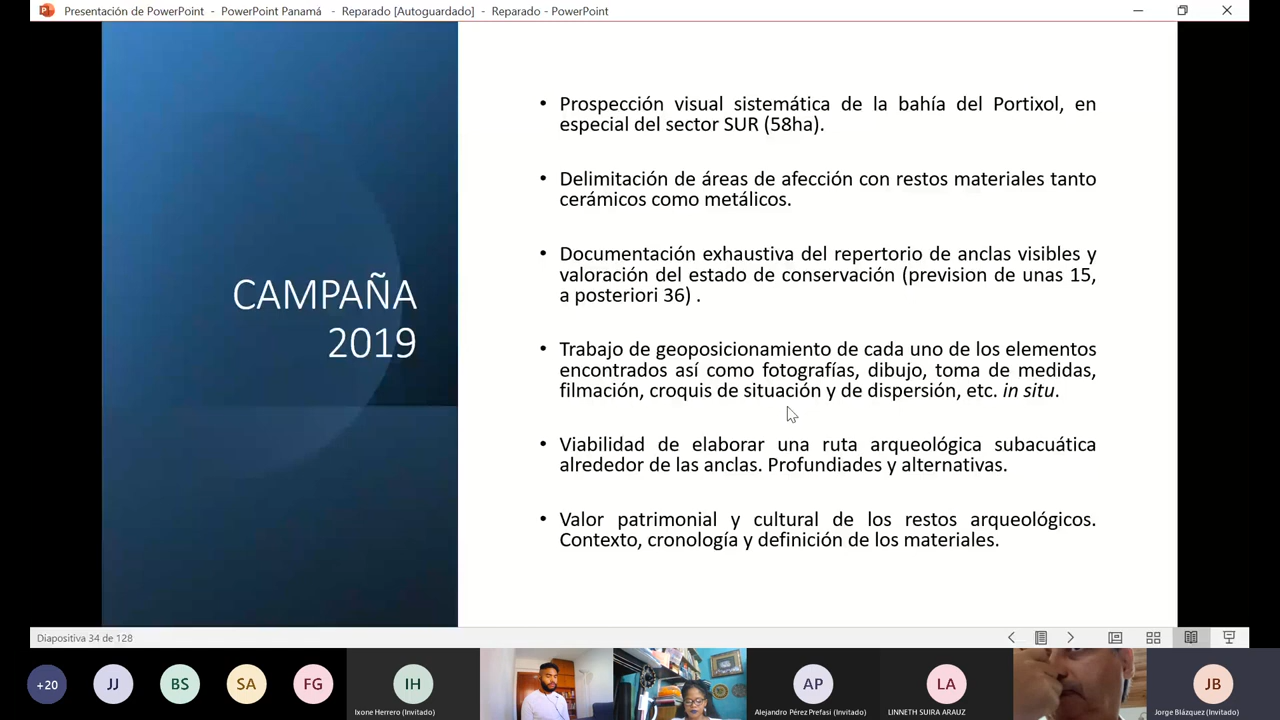 Presentación de PowerPoint - PowerPoint Panamá - Reparado [Autoguardado] - Reparado - PowerPoint
CAMPAÑA
2019
• Prospección visual sistemática de la bahía del Portixol, en
especial del sector SUR (58ha).
• Delimitación de áreas de afección con restos materiales tanto
cerámicos como metálicos.
• Documentación exhaustiva del repertorio de anclas visibles y
valoración del estado de conservación (prevision de unas 15,
a posteriori 36) .
• Trabajo de geoposicionamiento de cada uno de los elementos
encontrados así como fotografías, dibujo, toma de medidas,
filmación, croquis de situación y de dispersión, etc. in situ.
• Viabilidad de elaborar una ruta arqueológica subacuática
alrededor de las anclas. Profundiades y alternativas.
• Valor patrimonial y cultural de los restos arqueológicos.
Contexto, cronología y definición de los materiales.
Diapositiva 34 de 128
+20
JJ
BS
SA
FG
IH
Ixone Herrero (Invitado)
AP
Alejandro Pérez Prefasi (Invitado)
LA
LINNETH SUIRA ARAUZ
JB
Jorge Blázquez (Invitado)